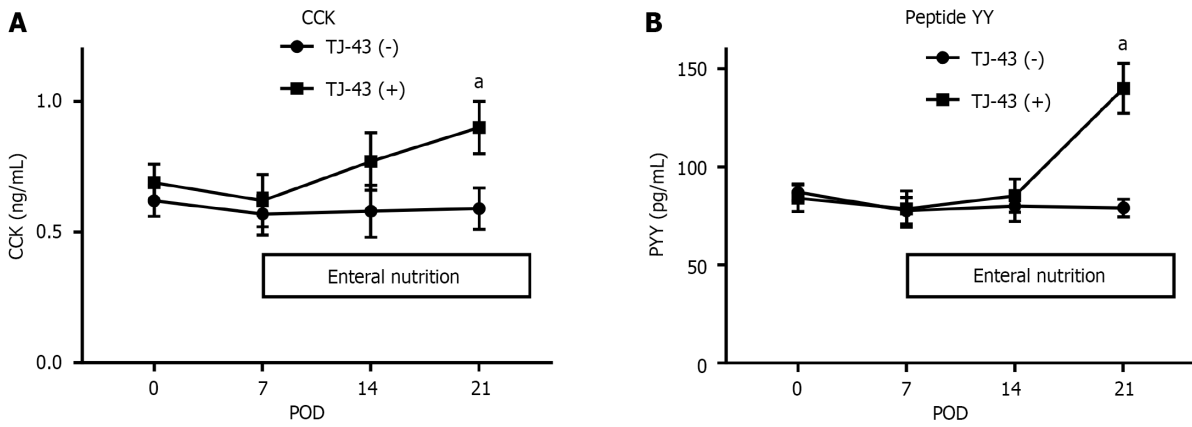 A
CCK
TJ-43 (-)
TJ-43 (+)
a
1.0
0.5
0.0
CCK (ng/mL)
Enteral nutrition
0 7 14 21
POD
B
Peptide YY
TJ-43 (-)
TJ-43 (+)
a
150
100
50
0
PYY (pg/mL)
Enteral nutrition
0 7 14 21
POD